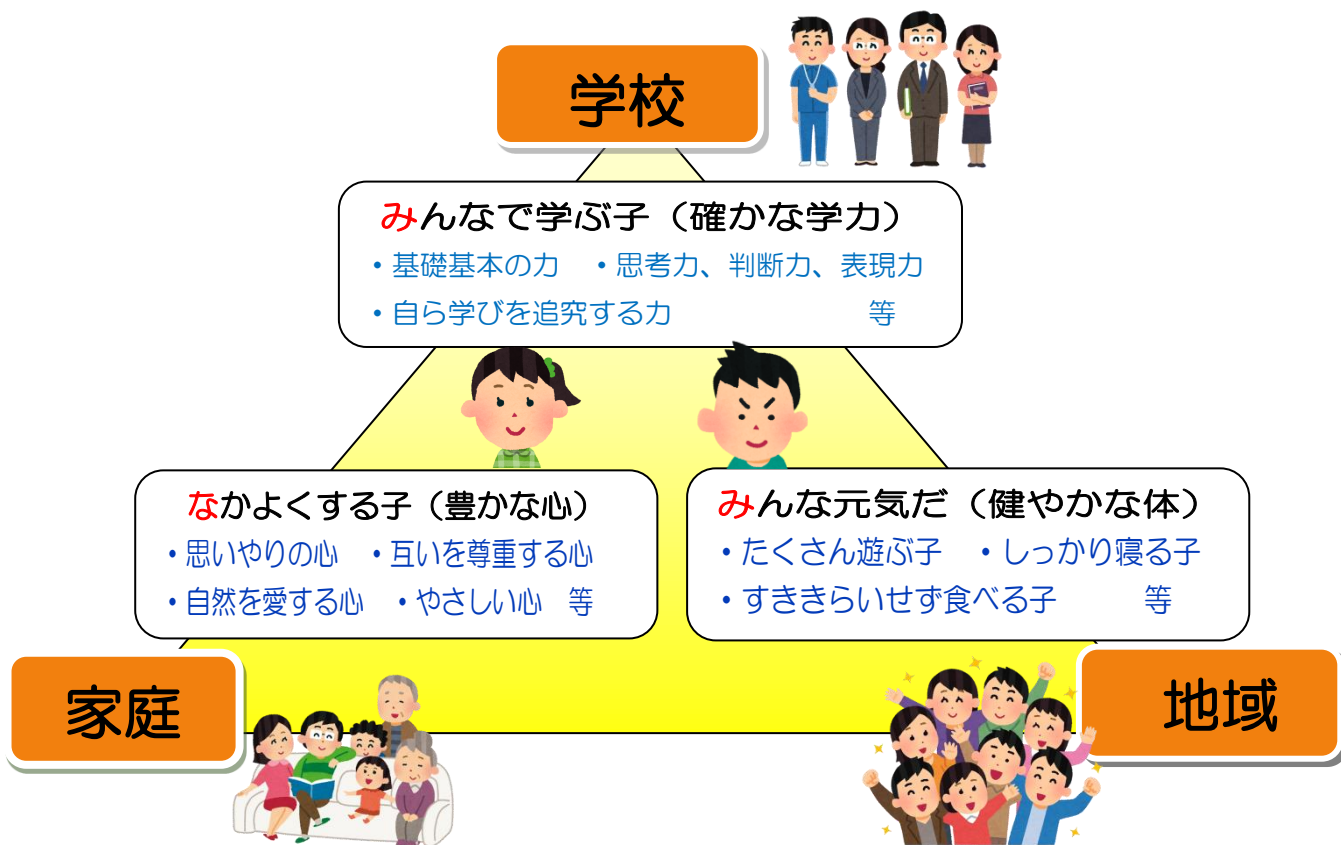 学校
みんなで学ぶ子（確かな学力）
・基礎基本の力　・思考力、判断力、表現力
・自ら学びを追究する力　　　　　　　等
なかよくする子（豊かな心）
・思いやりの心　・互いを尊重する心
・自然を愛する心　・やさしい心　等
みんな元気だ（健やかな体）
・たくさん遊ぶ子　・しっかり寝る子
・すききらいせず食べる子　　　等
家庭
地域